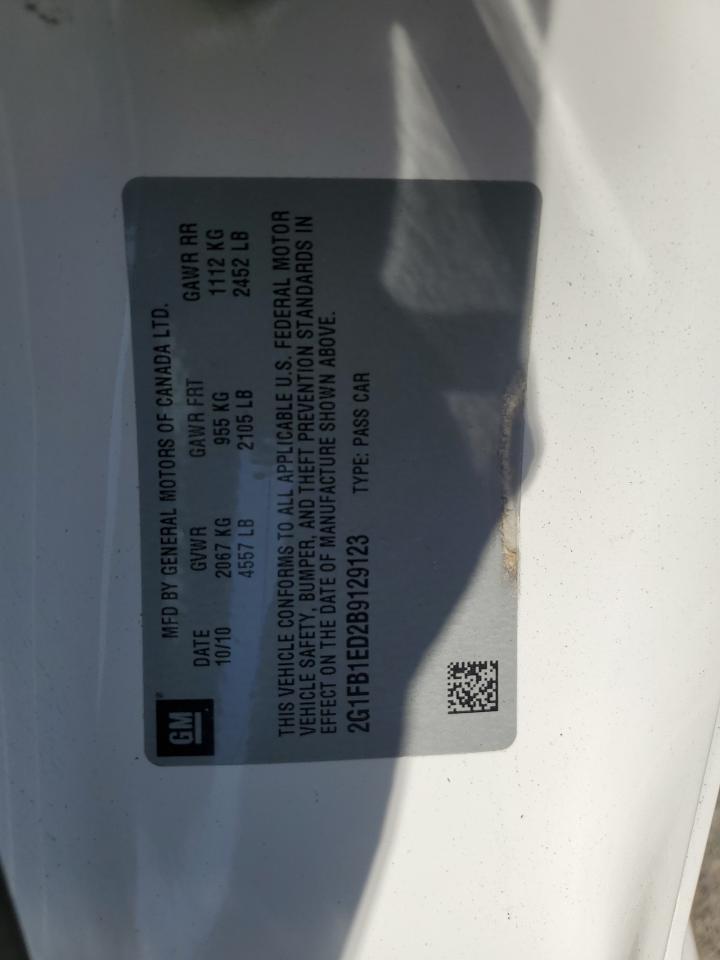 GM®
MFD BY GENERAL MOTORS OF CANADA LTD.
DATE GVWR GAWR FRT GAWR RR
10/10 2067 KG 955 KG 1112 KG
4557 LB 2105 LB 2452 LB
THIS VEHICLE CONFORMS TO ALL APPLICABLE U.S. FEDERAL MOTOR
VEHICLE SAFETY, BUMPER, AND THEFT PREVENTION STANDARDS IN
EFFECT ON THE DATE OF MANUFACTURE SHOWN ABOVE.
2G1FB1ED2B9129123 TYPE: PASS CAR